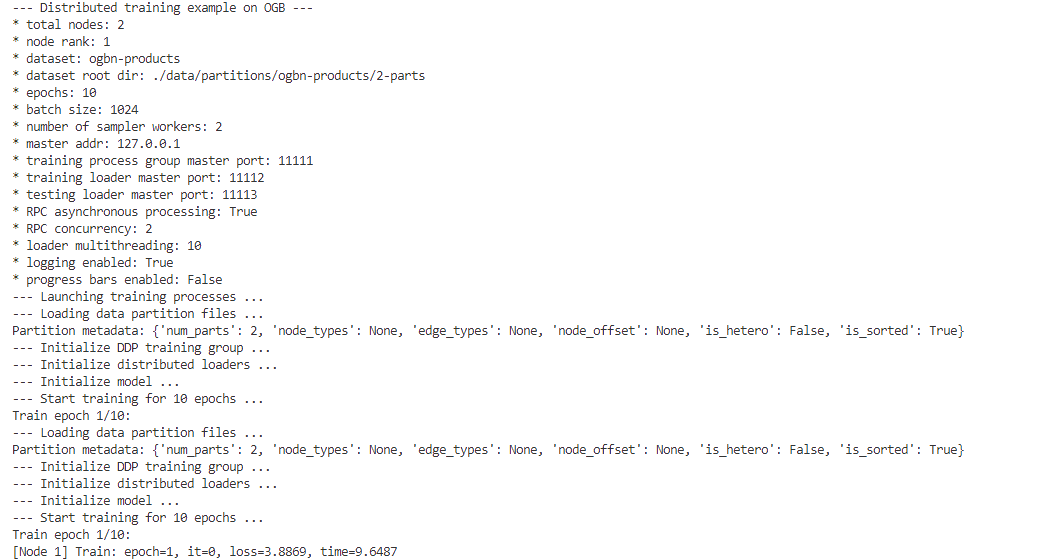 --- Distributed training example on OGB ---
* total nodes: 2
* node rank: 1
* dataset: ogbn-products
* dataset root dir: ./data/partitions/ogbn-products/2-parts
* epochs: 10
* batch size: 1024
* number of sampler workers: 2
* master addr: 127.0.0.1
* training process group master port: 11111
* training loader master port: 11112
* testing loader master port: 11113
* RPC asynchronous processing: True
* RPC concurrency: 2
* loader multithreading: 10
* logging enabled: True
* progress bars enabled: False
--- Launching training processes ...
--- Loading data partition files ...
Partition metadata: {'num_parts': 2, 'node_types': None, 'edge_types': None, 'node_offset': None, 'is_hetero': False, 'is_sorted': True}
--- Initialize DDP training group ...
--- Initialize distributed loaders ...
--- Initialize model ...
--- Start training for 10 epochs ...
Train epoch 1/10:
--- Loading data partition files ...
Partition metadata: {'num_parts': 2, 'node_types': None, 'edge_types': None, 'node_offset': None, 'is_hetero': False, 'is_sorted': True}
--- Initialize DDP training group ...
--- Initialize distributed loaders ...
--- Initialize model ...
--- Start training for 10 epochs ...
Train epoch 1/10:
[Node 1] Train: epoch=1, it=0, loss=3.8869, time=9.6487